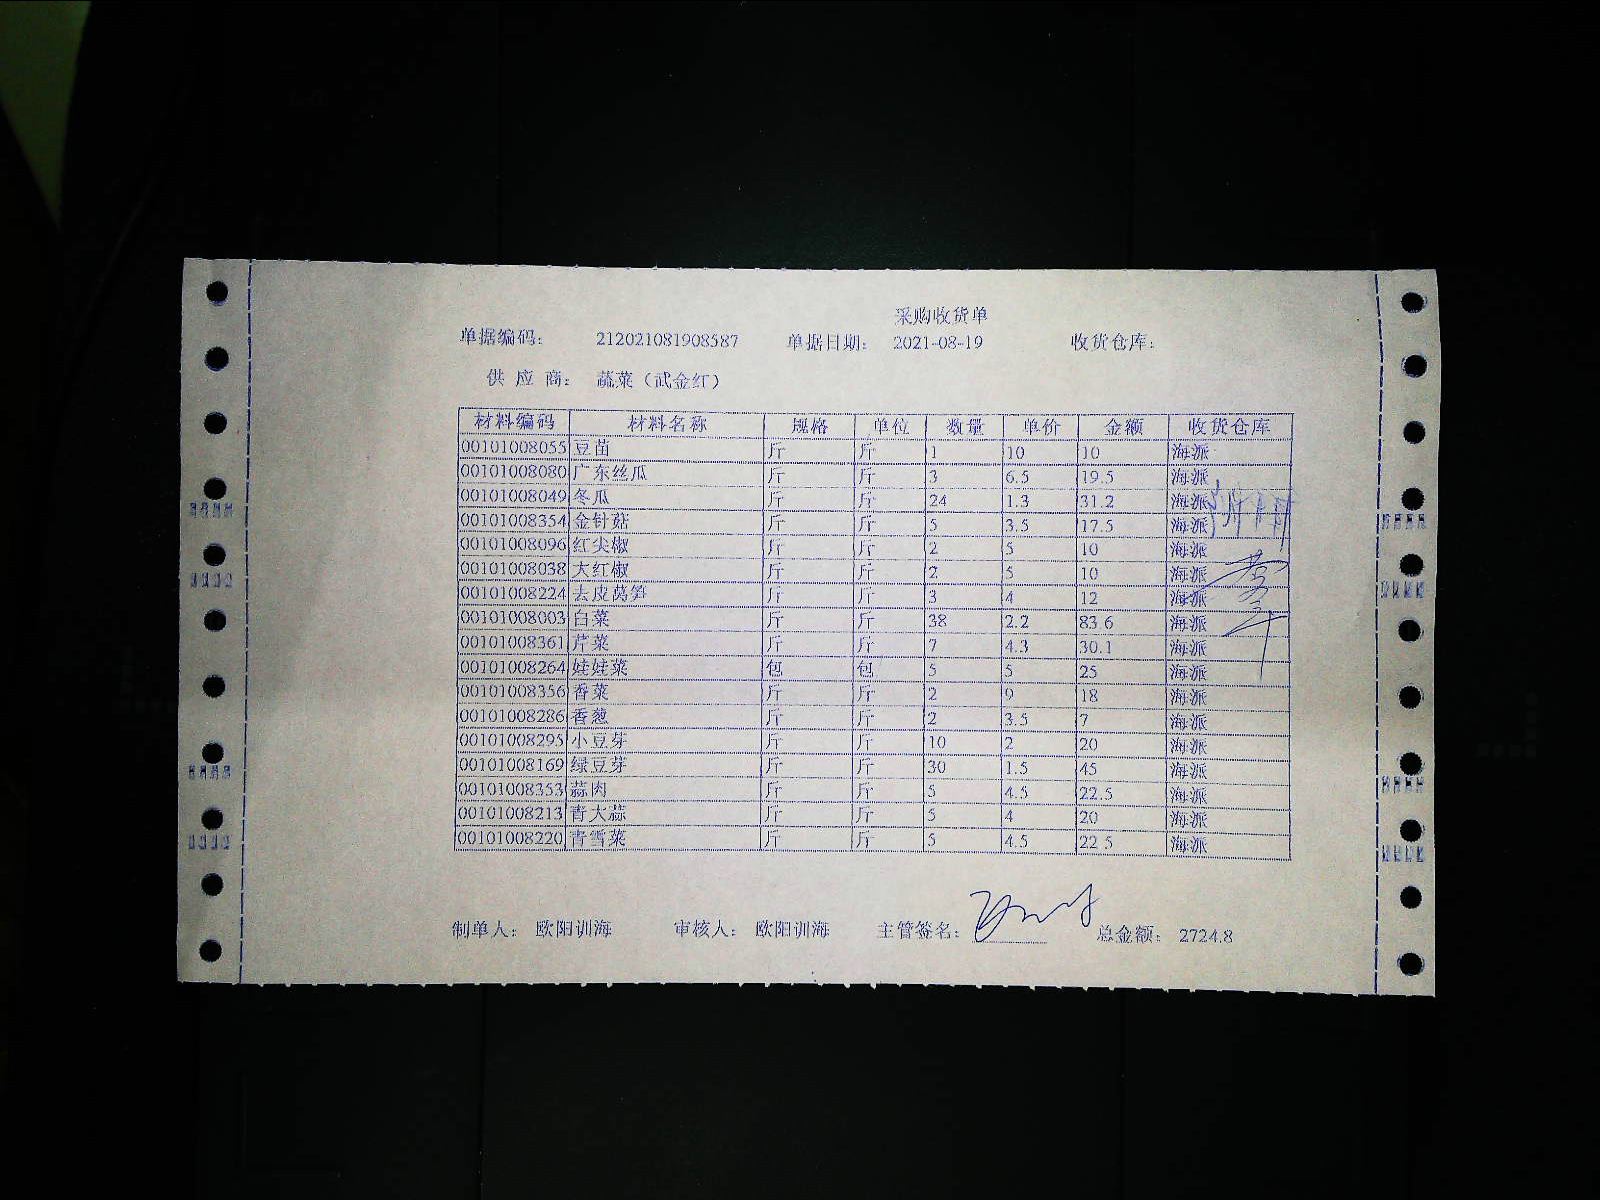 采购收货单
单据编码： 212021081908587 单据日期： 2021-08-19 收货仓库：
供 应 商： 蔬菜（武金红）
材料编码 材料名称 规格 单位 数量 单价 金额 收货仓库
00101008055 豆苗 斤 斤 1 10 10 海派
00101008080 广东丝瓜 斤 斤 3 6.5 19.5 海派
00101008049 冬瓜 斤 斤 24 1.3 31.2 海派
00101008354 金针菇 斤 斤 5 3.5 17.5 海派
00101008096 红尖椒 斤 斤 2 5 10 海派
00101008038 大红椒 斤 斤 2 5 10 海派
00101008224 去皮莴笋 斤 斤 3 4 12 海派
00101008003 白菜 斤 斤 38 2.2 83.6 海派
00101008361 芹菜 斤 斤 7 4.3 30.1 海派
00101008264 娃娃菜 包 包 5 5 25 海派
00101008356 香菜 斤 斤 2 9 18 海派
00101008286 香葱 斤 斤 2 3.5 7 海派
00101008295 小豆芽 斤 斤 10 2 20 海派
00101008169 绿豆芽 斤 斤 30 1.5 45 海派
00101008353 蒜肉 斤 斤 5 4.5 22.5 海派
00101008213 青大蒜 斤 斤 5 4 20 海派
00101008220 青雪菜 斤 斤 5 4.5 22.5 海派
制单人： 欧阳训海 审核人： 欧阳训海 主管签名： 总金额： 2724.8